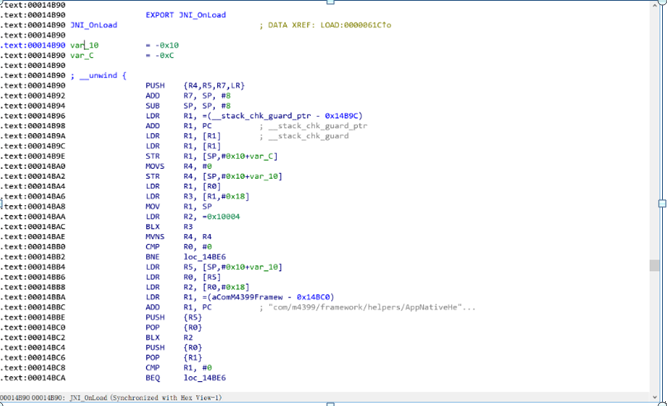 .text:00014B90
.text:00014B90 EXPORT JNI_OnLoad
.text:00014B90 JNI_OnLoad ; DATA XREF: LOAD:0000061C↑o
.text:00014B90
.text:00014B90 var_10 = -0x10
.text:00014B90 var_C = -0xC
.text:00014B90
.text:00014B90 ; __unwind {
.text:00014B90 PUSH {R4,R5,R7,LR}
.text:00014B92 ADD R7, SP, #8
.text:00014B94 SUB SP, SP, #8
.text:00014B96 LDR R1, =(__stack_chk_guard_ptr - 0x14B9C)
.text:00014B98 ADD R1, PC ; __stack_chk_guard_ptr
.text:00014B9A LDR R1, [R1] ; __stack_chk_guard
.text:00014B9C LDR R1, [R1]
.text:00014B9E STR R1, [SP,#0x10+var_C]
.text:00014BA0 MOVS R4, #0
.text:00014BA2 STR R4, [SP,#0x10+var_10]
.text:00014BA4 LDR R1, [R0]
.text:00014BA6 LDR R3, [R1,#0x18]
.text:00014BA8 MOV R1, SP
.text:00014BAA LDR R2, =0x10004
.text:00014BAC BLX R3
.text:00014BAE MVNS R4, R4
.text:00014BB0 CMP R0, #0
.text:00014BB2 BNE loc_14BE6
.text:00014BB4 LDR R5, [SP,#0x10+var_10]
.text:00014BB6 LDR R0, [R5]
.text:00014BB8 LDR R2, [R0,#0x18]
.text:00014BBA LDR R1, =(aComM4399Framew - 0x14BC0)
.text:00014BBC ADD R1, PC ; "com/m4399/framework/helpers/AppNativeHe"...
.text:00014BBE PUSH {R5}
.text:00014BC0 POP {R0}
.text:00014BC2 BLX R2
.text:00014BC4 PUSH {R0}
.text:00014BC6 POP {R1}
.text:00014BC8 CMP R1, #0
.text:00014BCA BEQ loc_14BE6
00014B90 00014B90: JNI_OnLoad (Synchronized with Hex View-1)